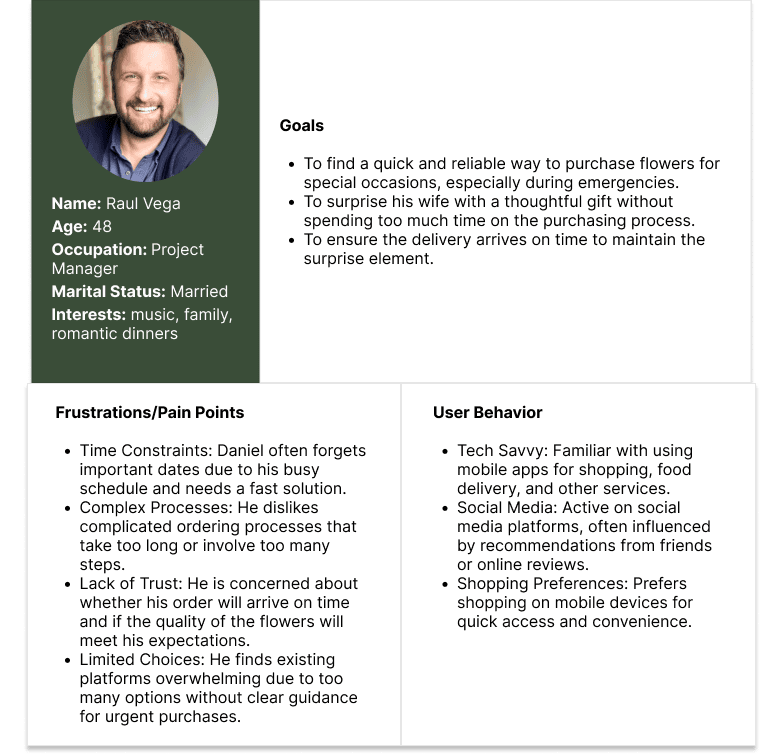 Name: Raul Vega
Age: 48
Occupation: Project
Manager
Marital Status: Married
Interests: music, family,
romantic dinners
Goals
• To find a quick and reliable way to purchase flowers for
special occasions, especially during emergencies.
• To surprise his wife with a thoughtful gift without
spending too much time on the purchasing process.
• To ensure the delivery arrives on time to maintain the
surprise element.
Frustrations/Pain Points
• Time Constraints: Daniel often forgets
important dates due to his busy
schedule and needs a fast solution.
• Complex Processes: He dislikes
complicated ordering processes that
take too long or involve too many
steps.
• Lack of Trust: He is concerned about
whether his order will arrive on time
and if the quality of the flowers will
meet his expectations.
• Limited Choices: He finds existing
platforms overwhelming due to too
many options without clear guidance
for urgent purchases.
User Behavior
• Tech Savvy: Familiar with using
mobile apps for shopping, food
delivery, and other services.
• Social Media: Active on social
media platforms, often influenced
by recommendations from friends
or online reviews.
• Shopping Preferences: Prefers
shopping on mobile devices for
quick access and convenience.